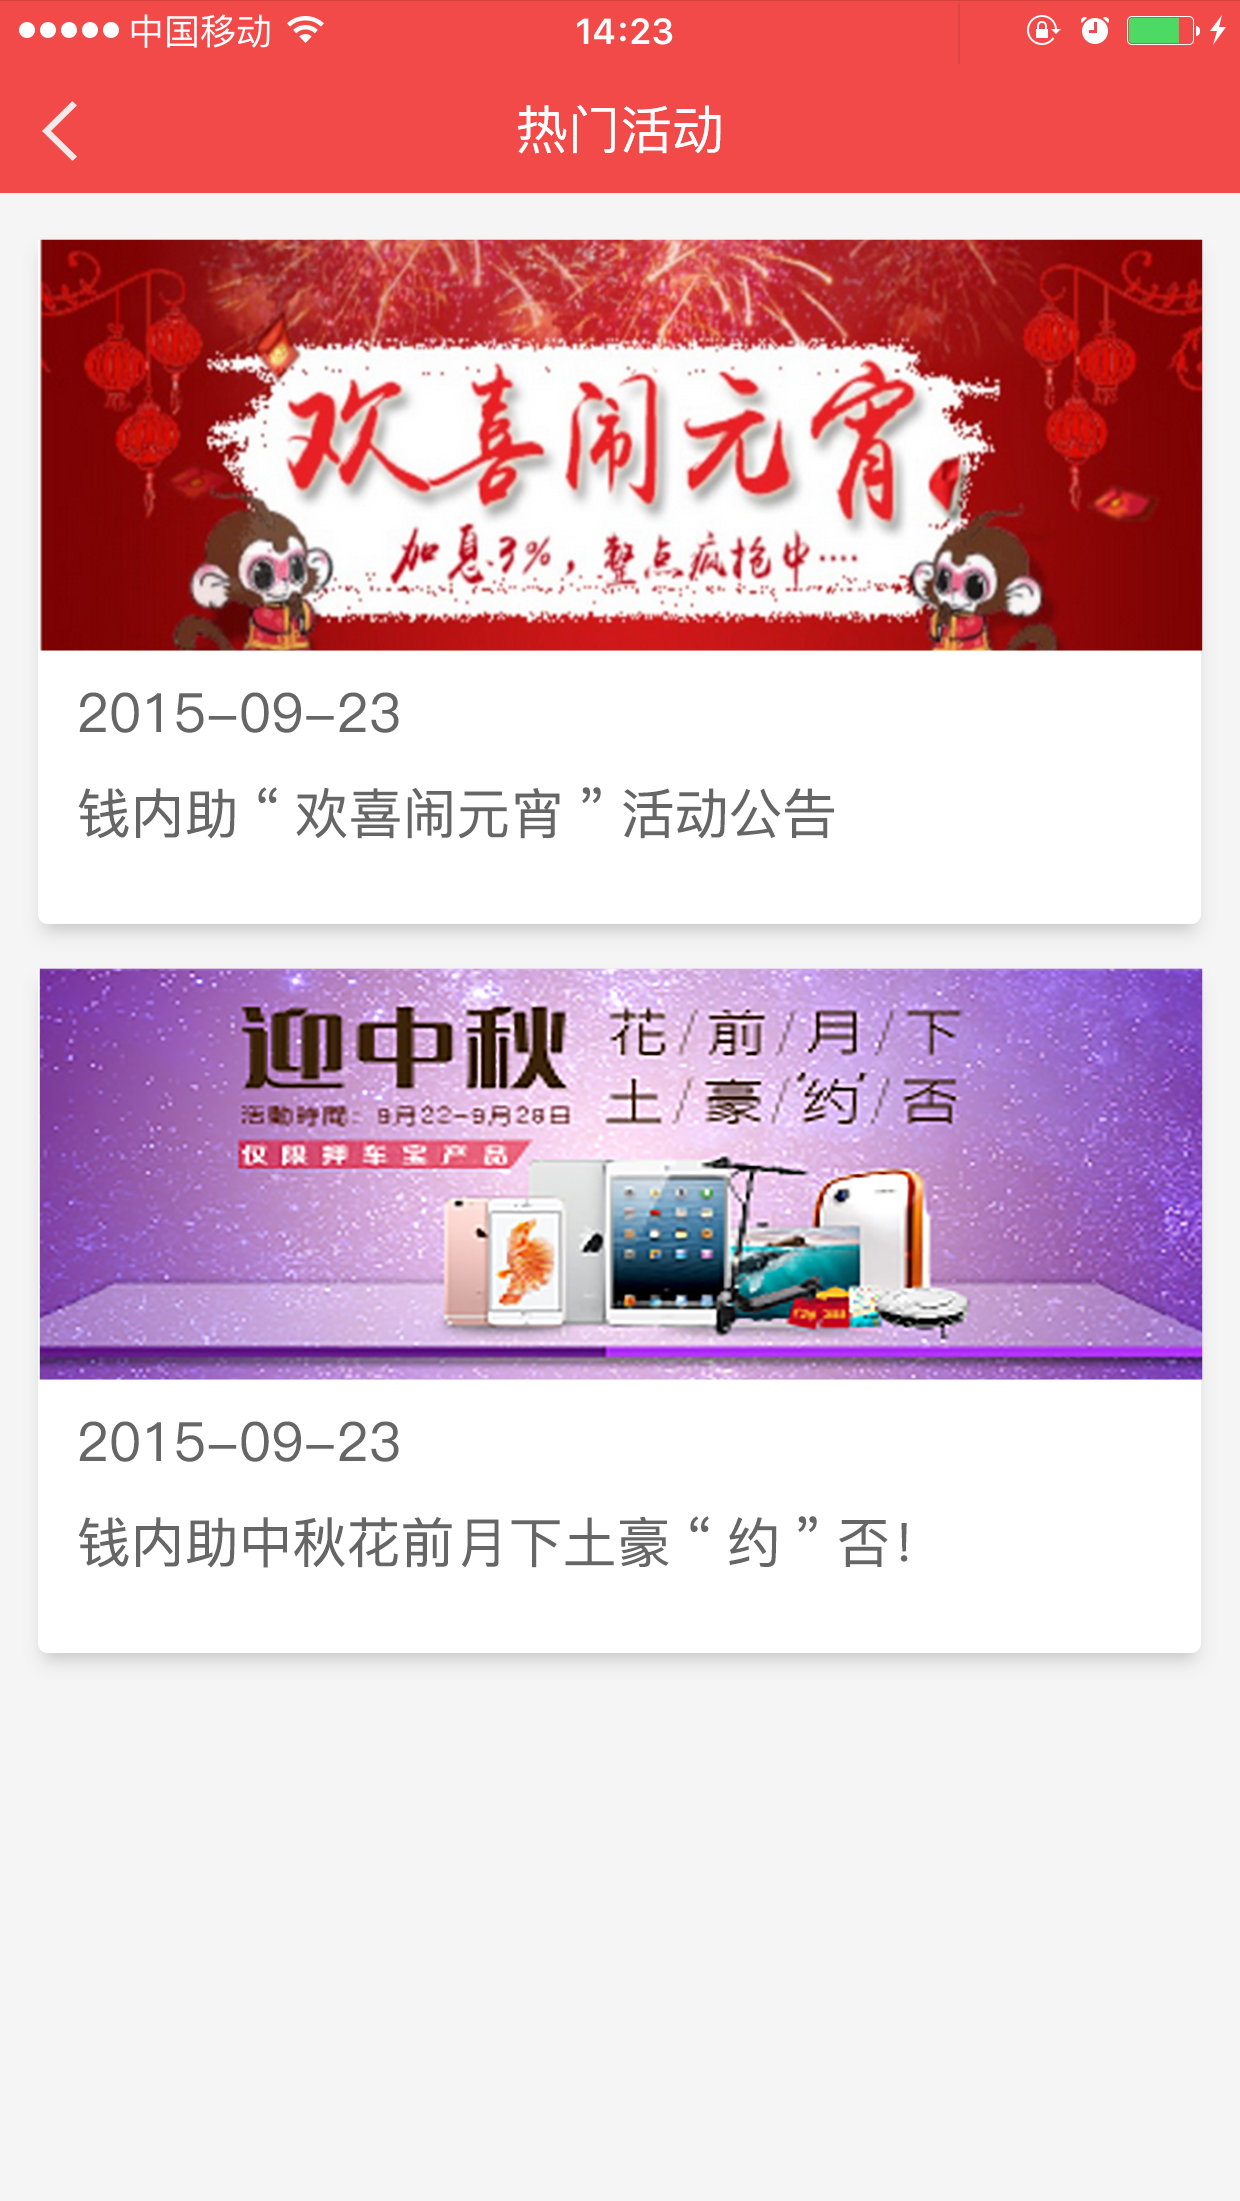 中国移动 14:23
热门活动
欢喜闹元宵
加息3%，整点疯抢中····
2015-09-23
钱内助“欢喜闹元宵”活动公告
迎中秋
花/前/月/下
土/豪/‘约’/否
活動時間：9月22-9月28日
仅限押车宝产品
2015-09-23
钱内助中秋花前月下土豪“约”否！